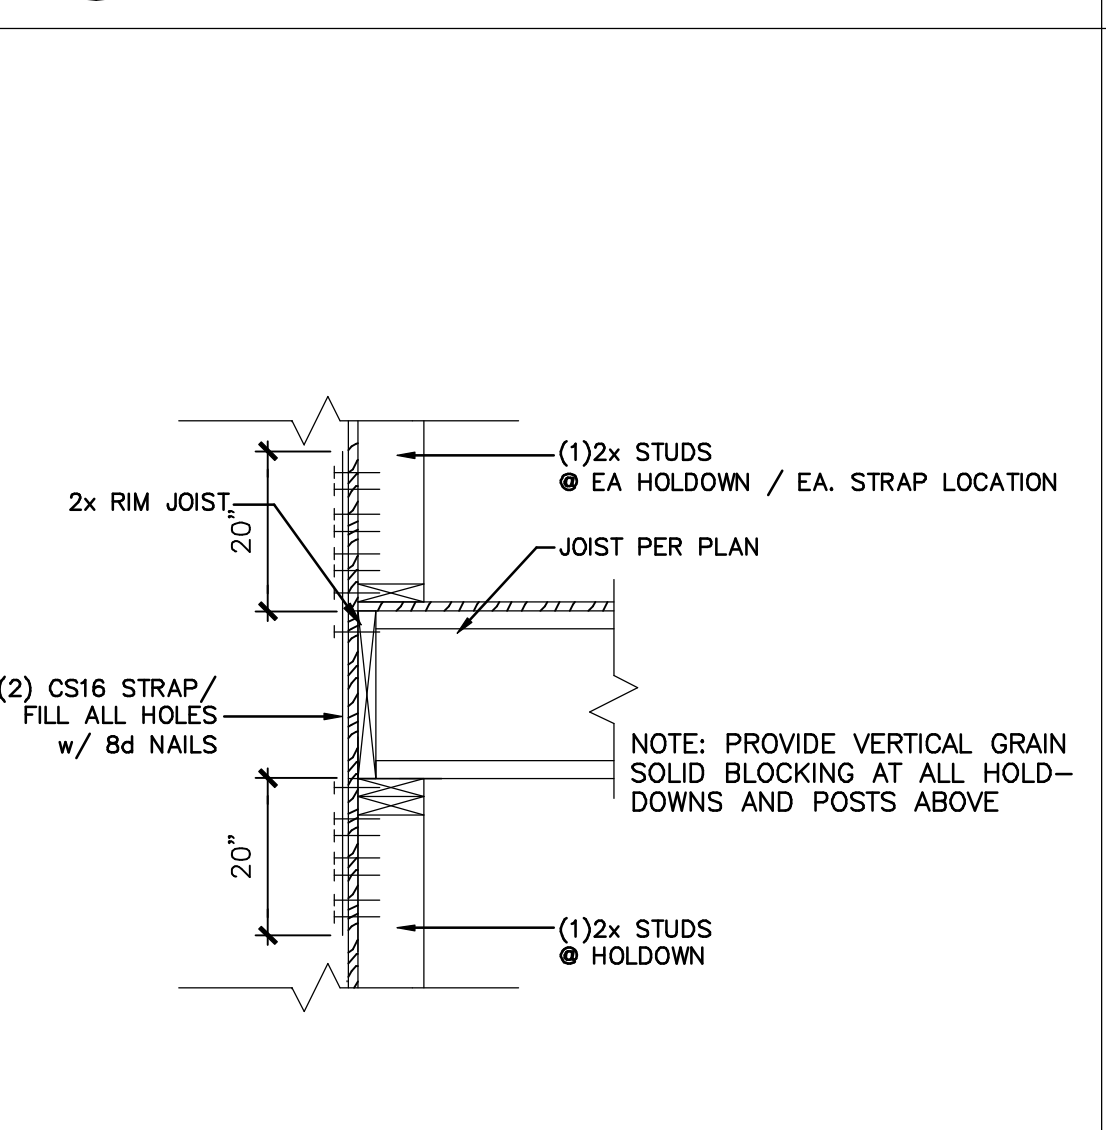 (1)2x STUDS
@ EA HOLDOWN / EA. STRAP LOCATION
2x RIM JOIST
20"
JOIST PER PLAN
(2) CS16 STRAP/
FILL ALL HOLES
w/ 8d NAILS
NOTE: PROVIDE VERTICAL GRAIN
SOLID BLOCKING AT ALL HOLD-
DOWNS AND POSTS ABOVE
20"
(1)2x STUDS
@ HOLDOWN